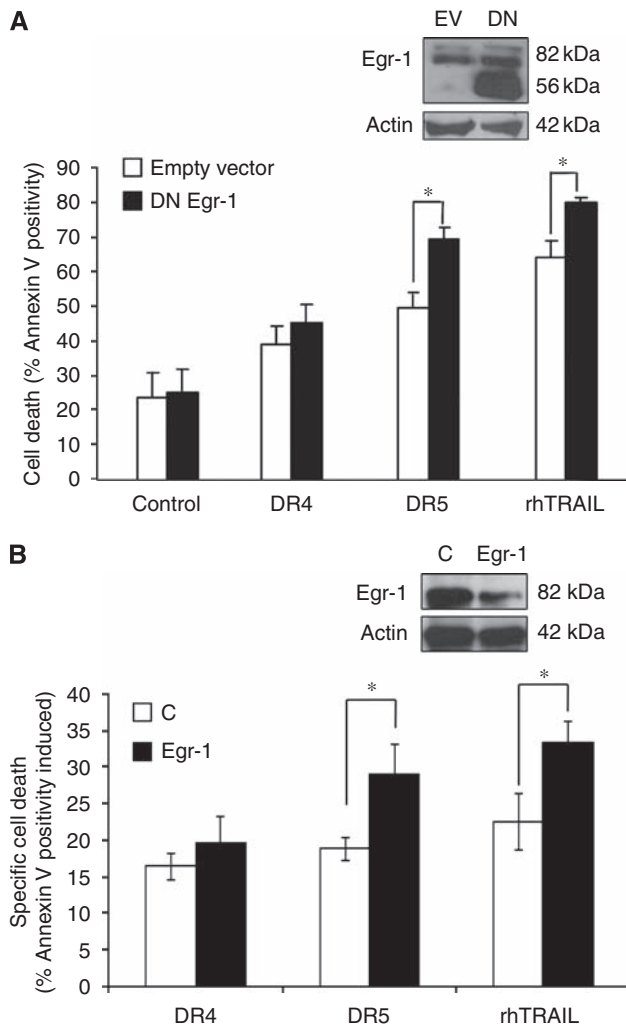 A
EV DN
Egr-1
82 kDa
56 kDa
Actin
42 kDa
Empty vector
DN Egr-1
Cell death (% Annexin V positivity)
90
80
70
60
50
40
30
20
10
0
*
*
Control DR4 DR5 rhTRAIL
B
C Egr-1
Egr-1
82 kDa
Actin
42 kDa
C
Egr-1
Specific cell death
(% Annexin V positivity induced)
40
35
30
25
20
15
10
5
0
*
*
DR4 DR5 rhTRAIL